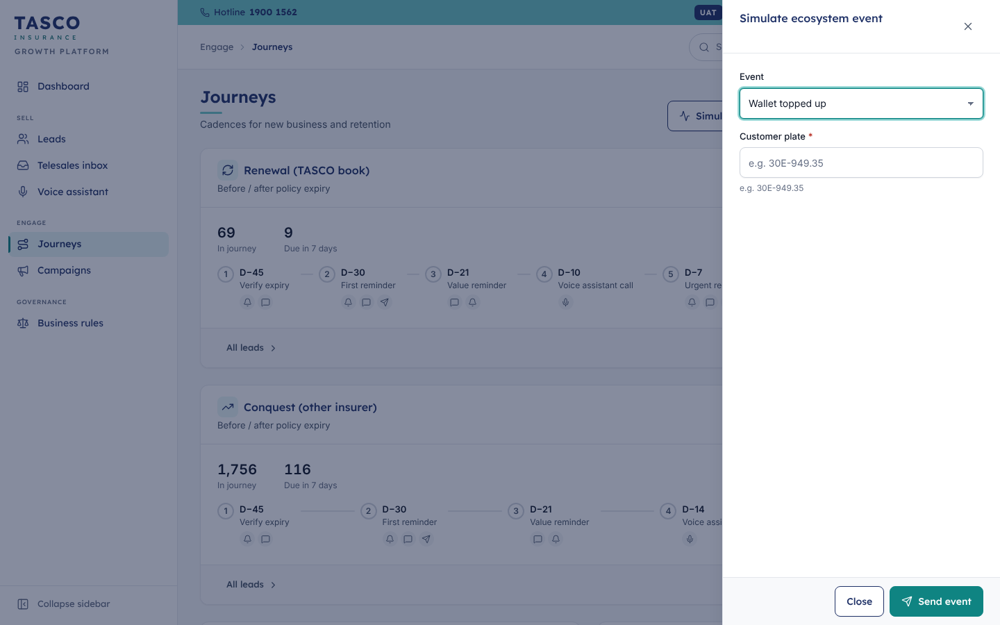 TASCO
INSURANCE
GROWTH PLATFORM
Dashboard
SELL
Leads
Telesales inbox
Voice assistant
ENGAGE
Journeys
Campaigns
GOVERNANCE
Business rules
Collapse sidebar
Hotline 1900 1562
UAT
Engage > Journeys
Journeys
Cadences for new business and retention
Renewal (TASCO book)
Before / after policy expiry
69 9
In journey Due in 7 days
1 D−45 2 D−30 3 D−21 4 D−10 5 D−7
Verify expiry First reminder Value reminder Voice assistant call Urgent
All leads
Conquest (other insurer)
Before / after policy expiry
1,756 116
In journey Due in 7 days
1 D−45 2 D−30 3 D−21 4 D−14
Verify expiry First reminder Value reminder Voice
All leads
Simulate ecosystem event
Event
Wallet topped up
Customer plate *
e.g. 30E-949.35
e.g. 30E-949.35
Close
Send event